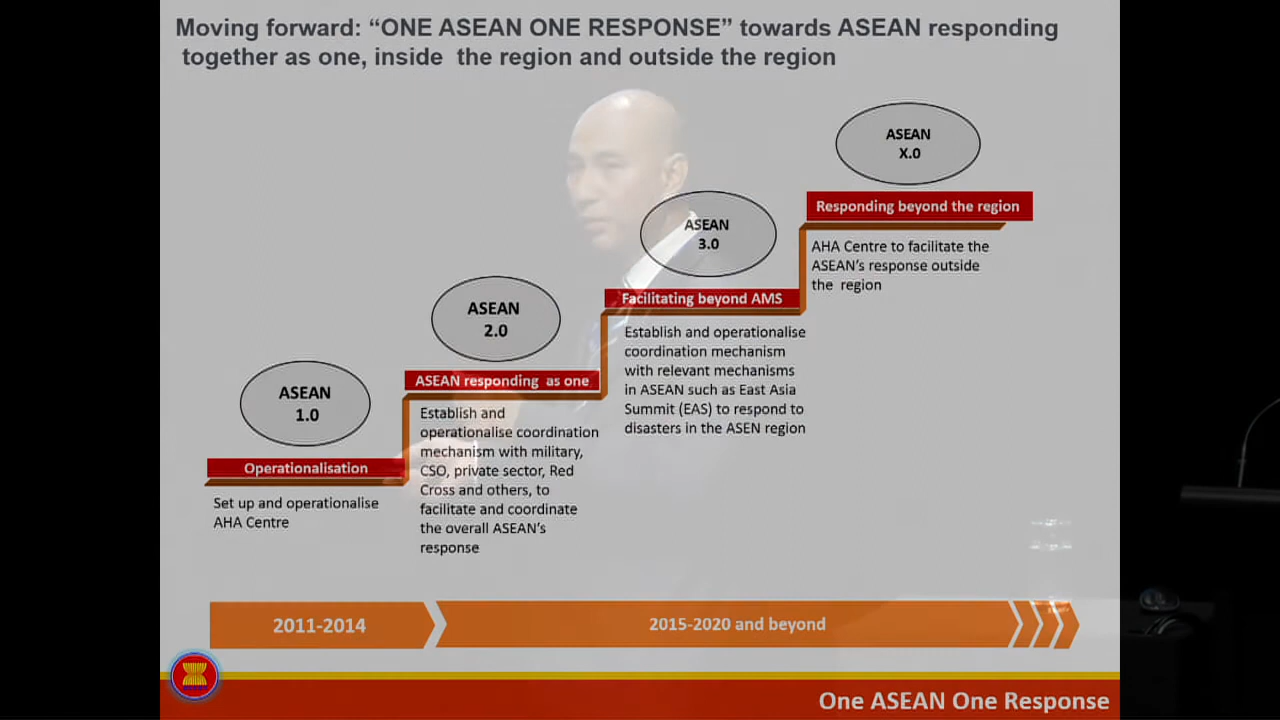 Moving forward: “ONE ASEAN ONE RESPONSE” towards ASEAN responding
together as one, inside the region and outside the region
ASEAN
X.0
Responding beyond the region
AHA Centre to facilitate the
ASEAN’s response outside
the region
ASEAN
3.0
Facilitating beyond AMS
Establish and operationalise
coordination mechanism
with relevant mechanisms
in ASEAN such as East Asia
Summit (EAS) to respond to
disasters in the ASEN region
ASEAN
2.0
ASEAN responding as one
Establish and
operationalise coordination
mechanism with military,
CSO, private sector, Red
Cross and others, to
facilitate and coordinate
the overall ASEAN’s
response
ASEAN
1.0
Operationalisation
Set up and operationalise
AHA Centre
2011-2014
2015-2020 and beyond
One ASEAN One Response